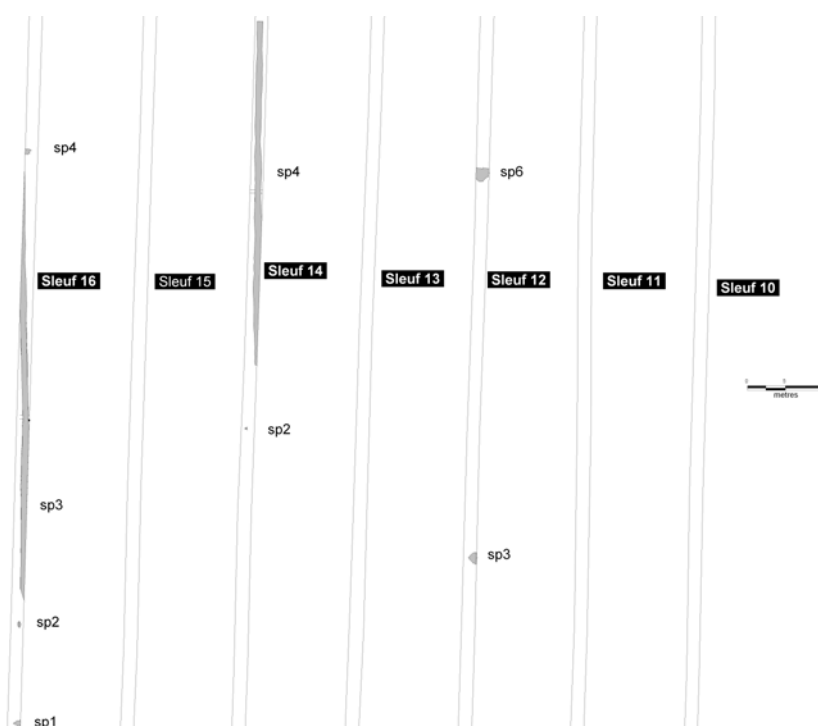 sp4
sp4
sp6
Sleuf 16
Sleuf 15
Sleuf 14
Sleuf 13
Sleuf 12
Sleuf 11
Sleuf 10
metres
sp2
sp3
sp3
sp2
sp1